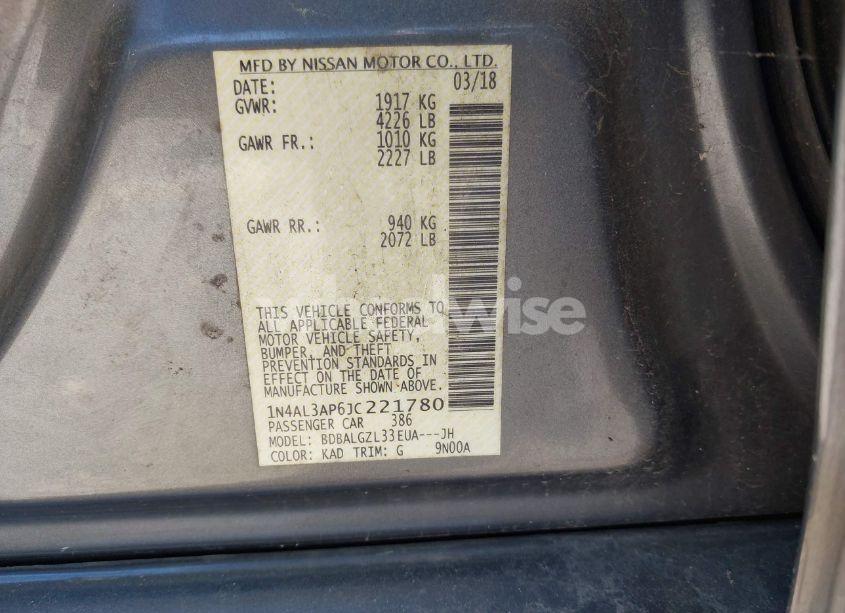 MFD BY NISSAN MOTOR CO., LTD.
DATE: 03/18
GVWR: 1917 KG
4226 LB
GAWR FR.: 1010 KG
2227 LB
GAWR RR.: 940 KG
2072 LB
THIS VEHICLE CONFORMS TO
ALL APPLICABLE FEDERAL
MOTOR VEHICLE SAFETY,
BUMPER, AND THEFT
PREVENTION STANDARDS IN
EFFECT ON THE DATE OF
MANUFACTURE SHOWN ABOVE.
1N4AL3AP6JC221780
PASSENGER CAR 386
MODEL: BDBALGZL33EUA---JH
COLOR: KAD TRIM: G 9N00A